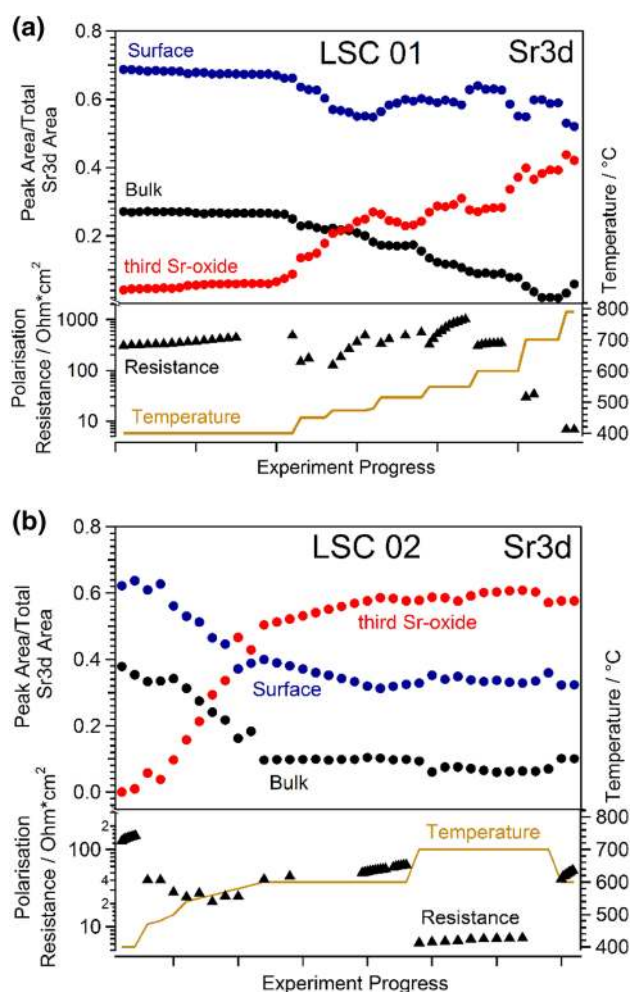 (a)
LSC 01 Sr3d
Surface
Bulk
third Sr-oxide
Peak Area/Total
Sr3d Area
0.8
0.6
0.4
0.2
Temperature / °C
Polarisation
Resistance / Ohm*cm²
1000
100
10
Resistance
Temperature
800
700
600
500
400
Experiment Progress
(b)
LSC 02 Sr3d
third Sr-oxide
Surface
Bulk
Peak Area/Total
Sr3d Area
0.8
0.6
0.4
0.2
0.0
Temperature / °C
Polarisation
Resistance / Ohm*cm²
2
100
4
2
10
Temperature
Resistance
800
700
600
500
400
Experiment Progress